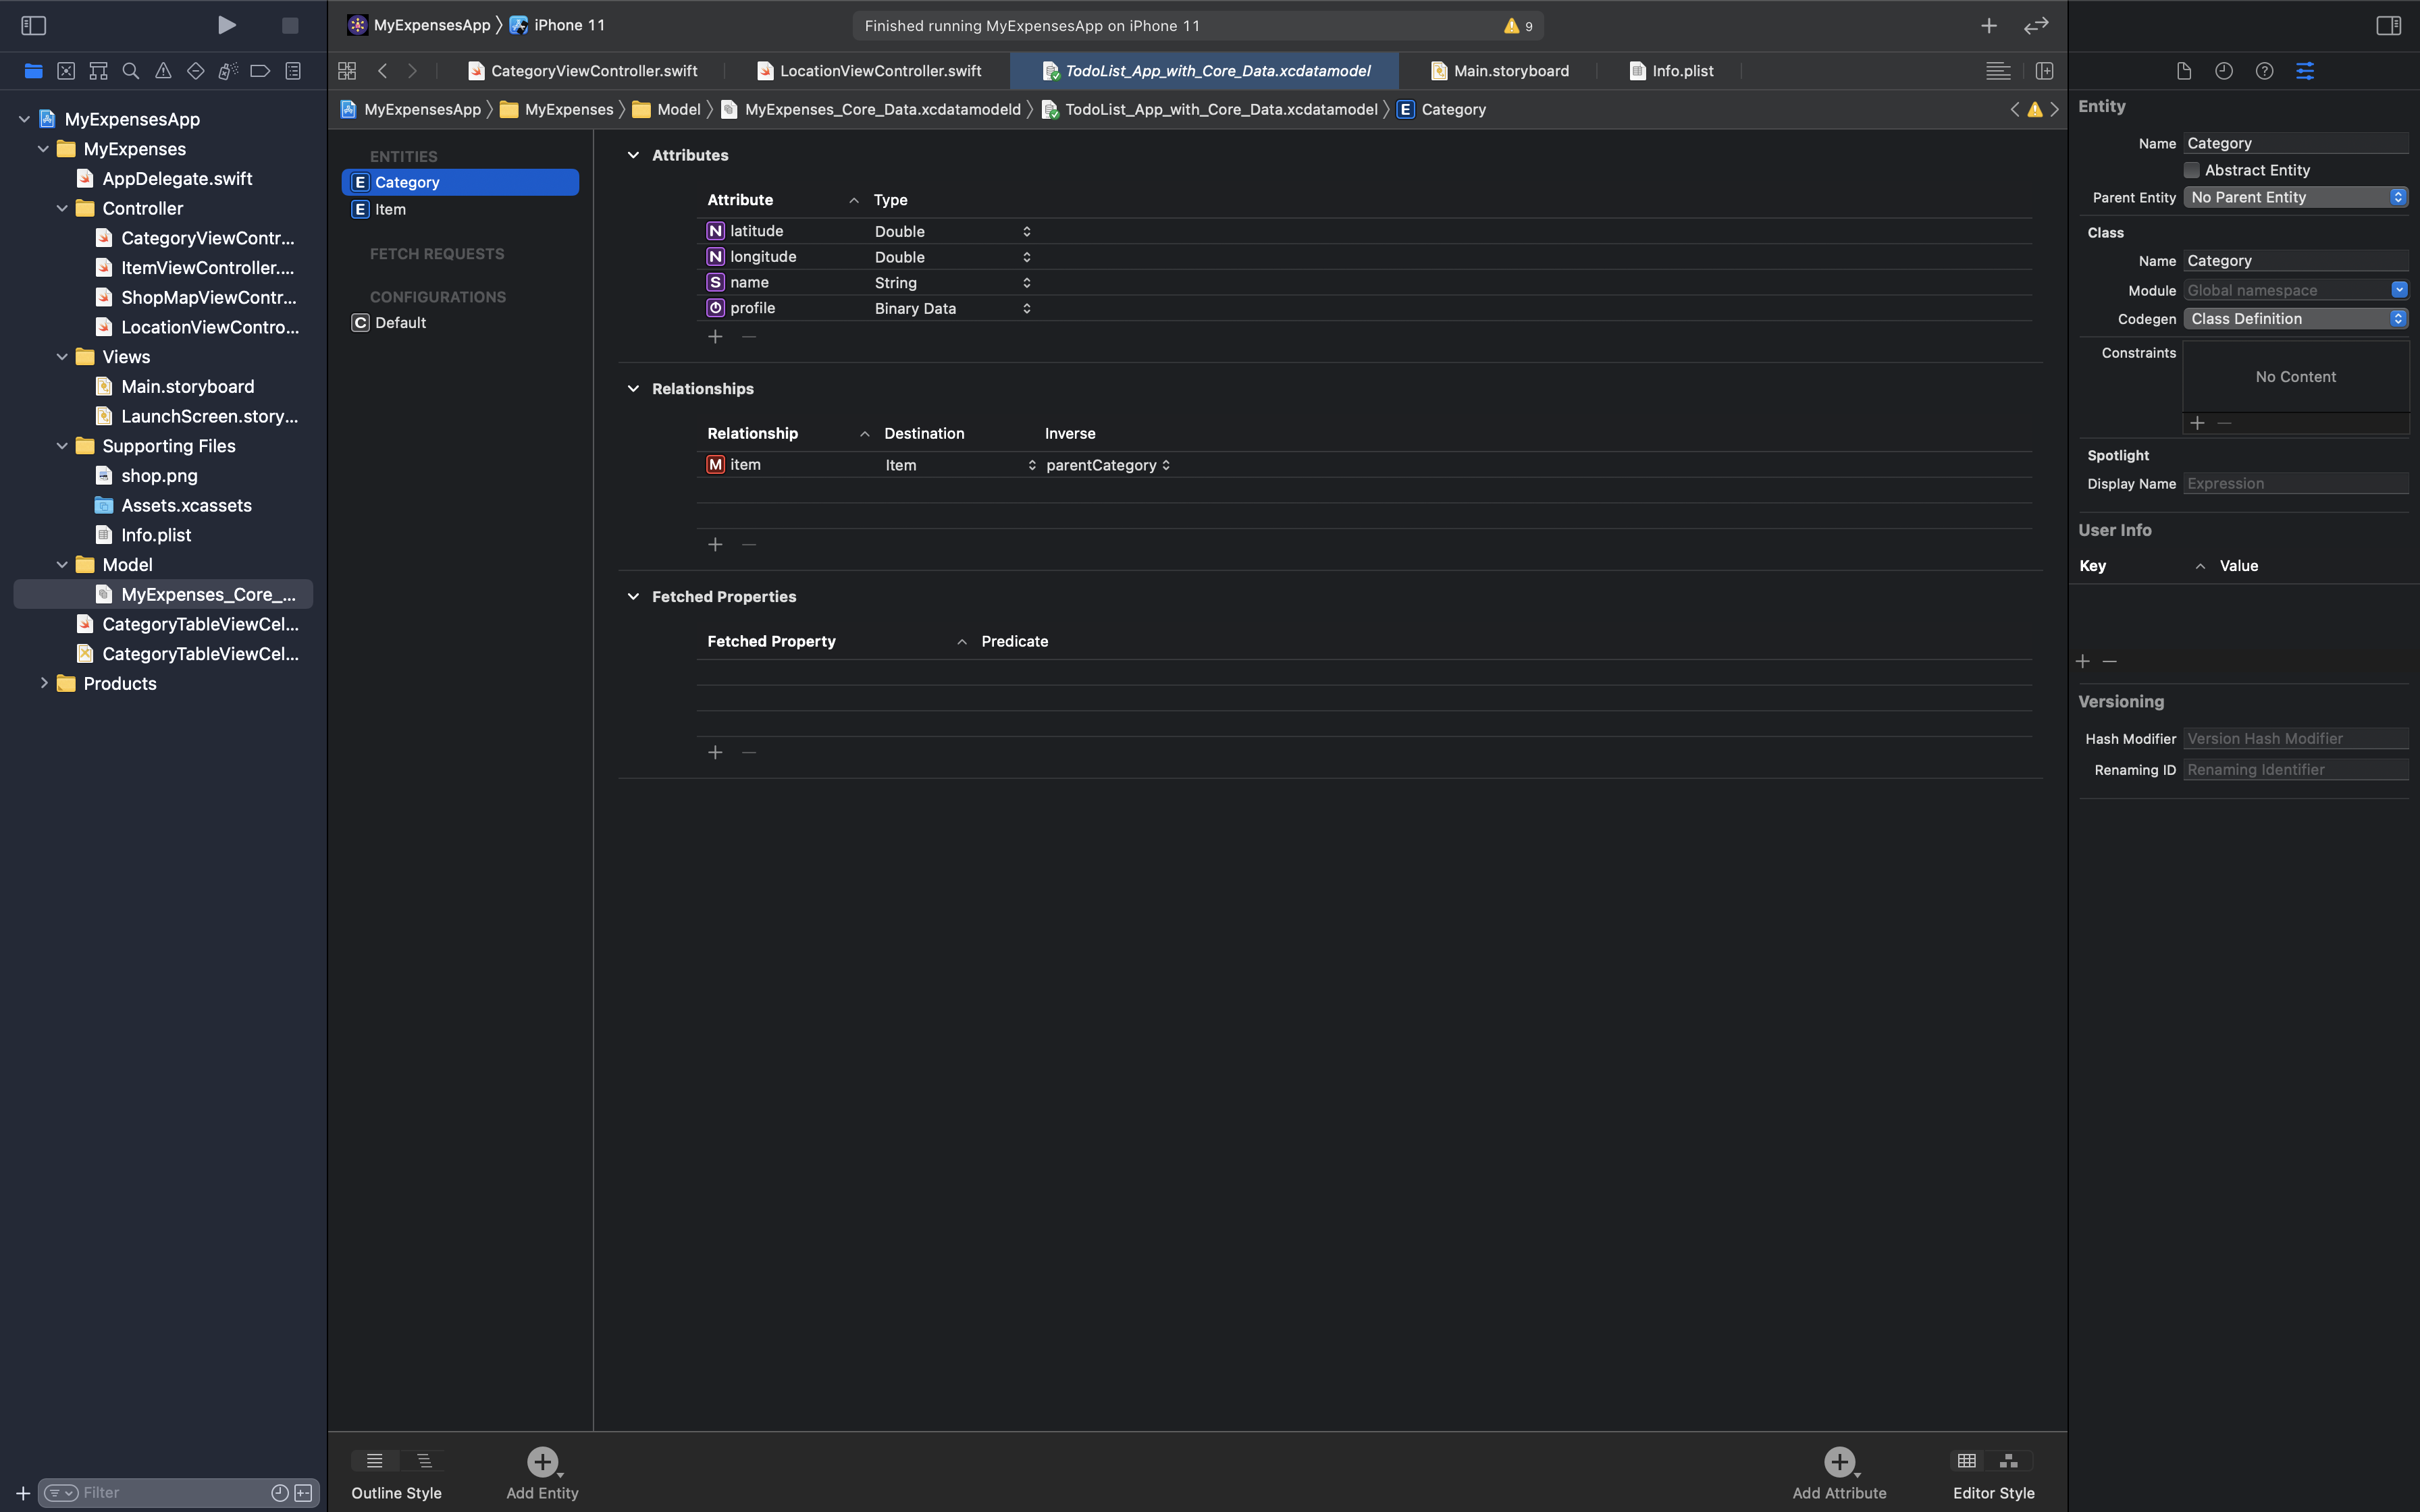 MyExpensesApp
iPhone 11
Finished running MyExpensesApp on iPhone 11
9
CategoryViewController.swift
LocationViewController.swift
TodoList_App_with_Core_Data.xcdatamodel
Main.storyboard
Info.plist
MyExpensesApp
MyExpenses
Model
MyExpenses_Core_Data.xcdatamodeld
TodoList_App_with_Core_Data.xcdatamodel
E Category
MyExpensesApp
MyExpenses
AppDelegate.swift
Controller
CategoryViewContr...
ItemViewController....
ShopMapViewContr...
LocationViewContro...
Views
Main.storyboard
LaunchScreen.story...
Supporting Files
shop.png
Assets.xcassets
Info.plist
Model
MyExpenses_Core_...
CategoryTableViewCel...
CategoryTableViewCel...
Products
Filter
ENTITIES
E Category
E Item
FETCH REQUESTS
CONFIGURATIONS
C Default
Attributes
Attribute Type
N latitude Double
N longitude Double
S name String
profile Binary Data
Relationships
Relationship Destination Inverse
M item Item parentCategory
Fetched Properties
Fetched Property Predicate
Outline Style
Add Entity
Add Attribute
Editor Style
Entity
Name Category
Abstract Entity
Parent Entity No Parent Entity
Class
Name Category
Module Global namespace
Codegen Class Definition
Constraints
No Content
Spotlight
Display Name Expression
User Info
Key Value
Versioning
Hash Modifier Version Hash Modifier
Renaming ID Renaming Identifier